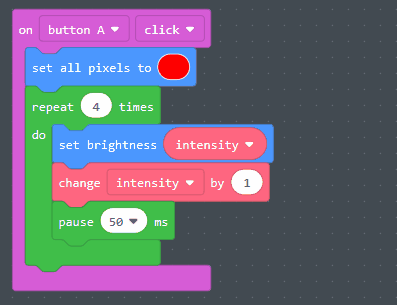 on button A click
set all pixels to
repeat 4 times
do
set brightness intensity
change intensity by 1
pause 50 ms